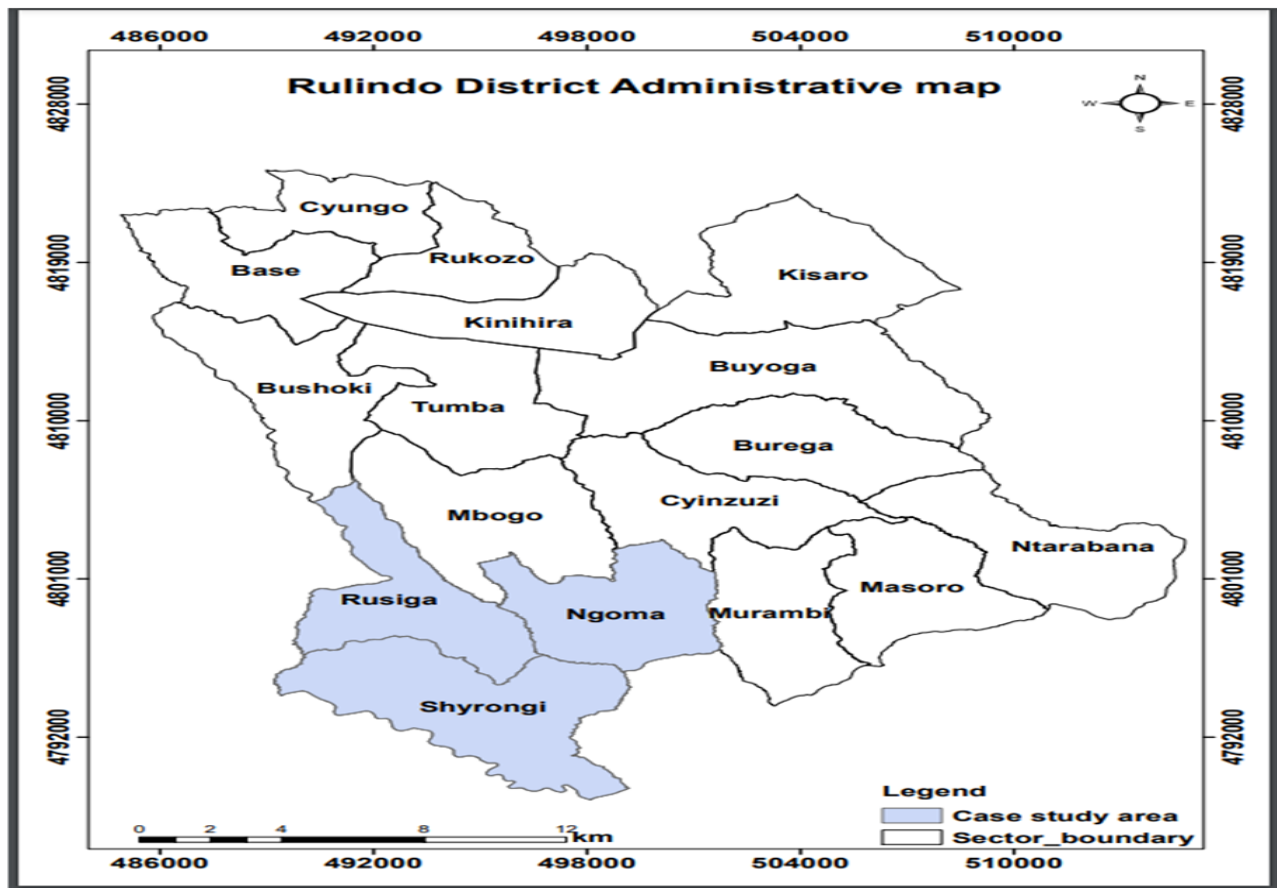 486000 492000 498000 504000 510000
Rulindo District Administrative map
N
W E
S
4828000 4828000
Cyungo
Rukozo
Base
4819000 4819000
Kisaro
Kinihira
Buyoga
Bushoki
Tumba
4810000 4810000
Burega
Cyinzuzi
Mbogo
Ntarabana
4801000 4801000
Masoro
Rusiga
Ngoma
Murambi
Shyrongi
4792000 4792000
Legend
Case study area
Sector_boundary
0 2 4 8 12 km
486000 492000 498000 504000 510000